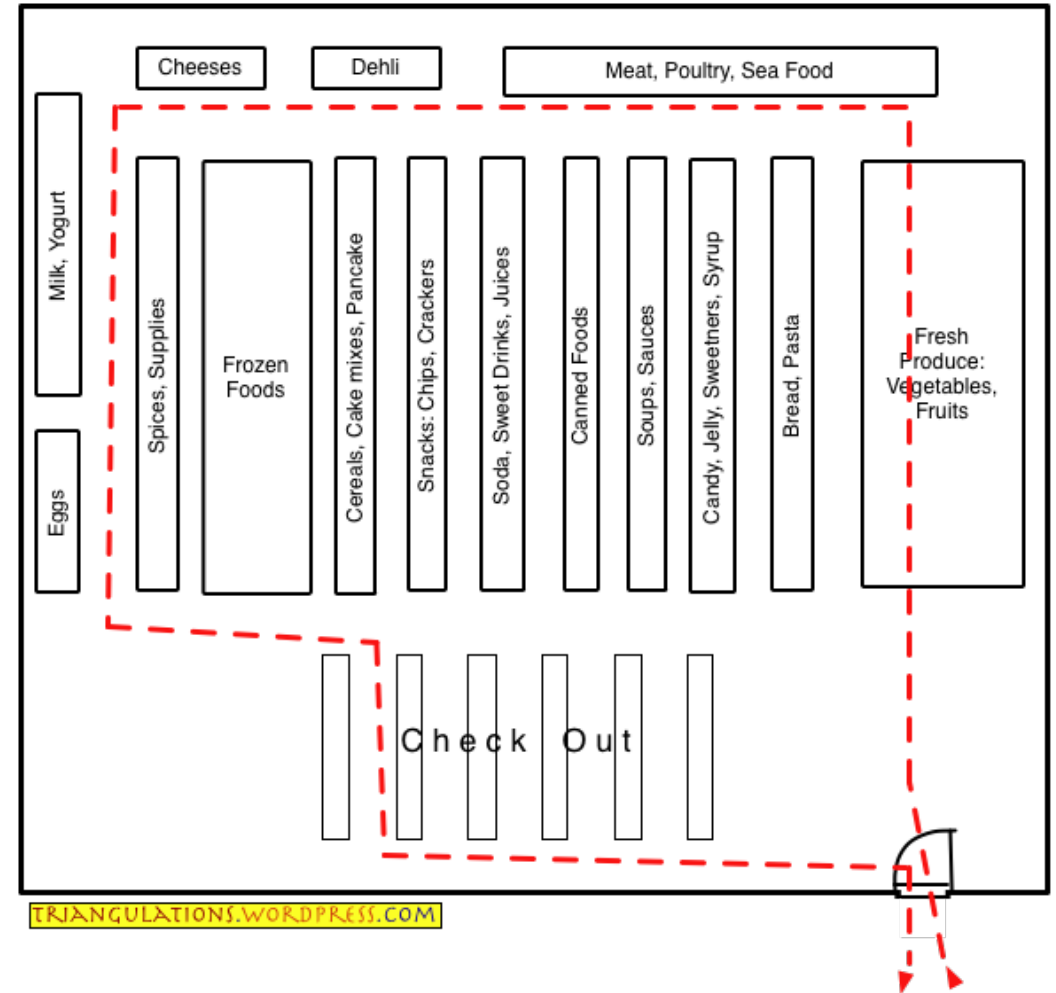 Cheeses
Dehli
Meat, Poultry, Sea Food
Milk, Yogurt
Eggs
Spices, Supplies
Frozen
Foods
Cereals, Cake mixes, Pancake
Snacks: Chips, Crackers
Soda, Sweet Drinks, Juices
Canned Foods
Soups, Sauces
Candy, Jelly, Sweetners, Syrup
Bread, Pasta
Fresh
Produce:
Vegetables,
Fruits
Check Out
TRIANGULATIONS.WORDPRESS.COM